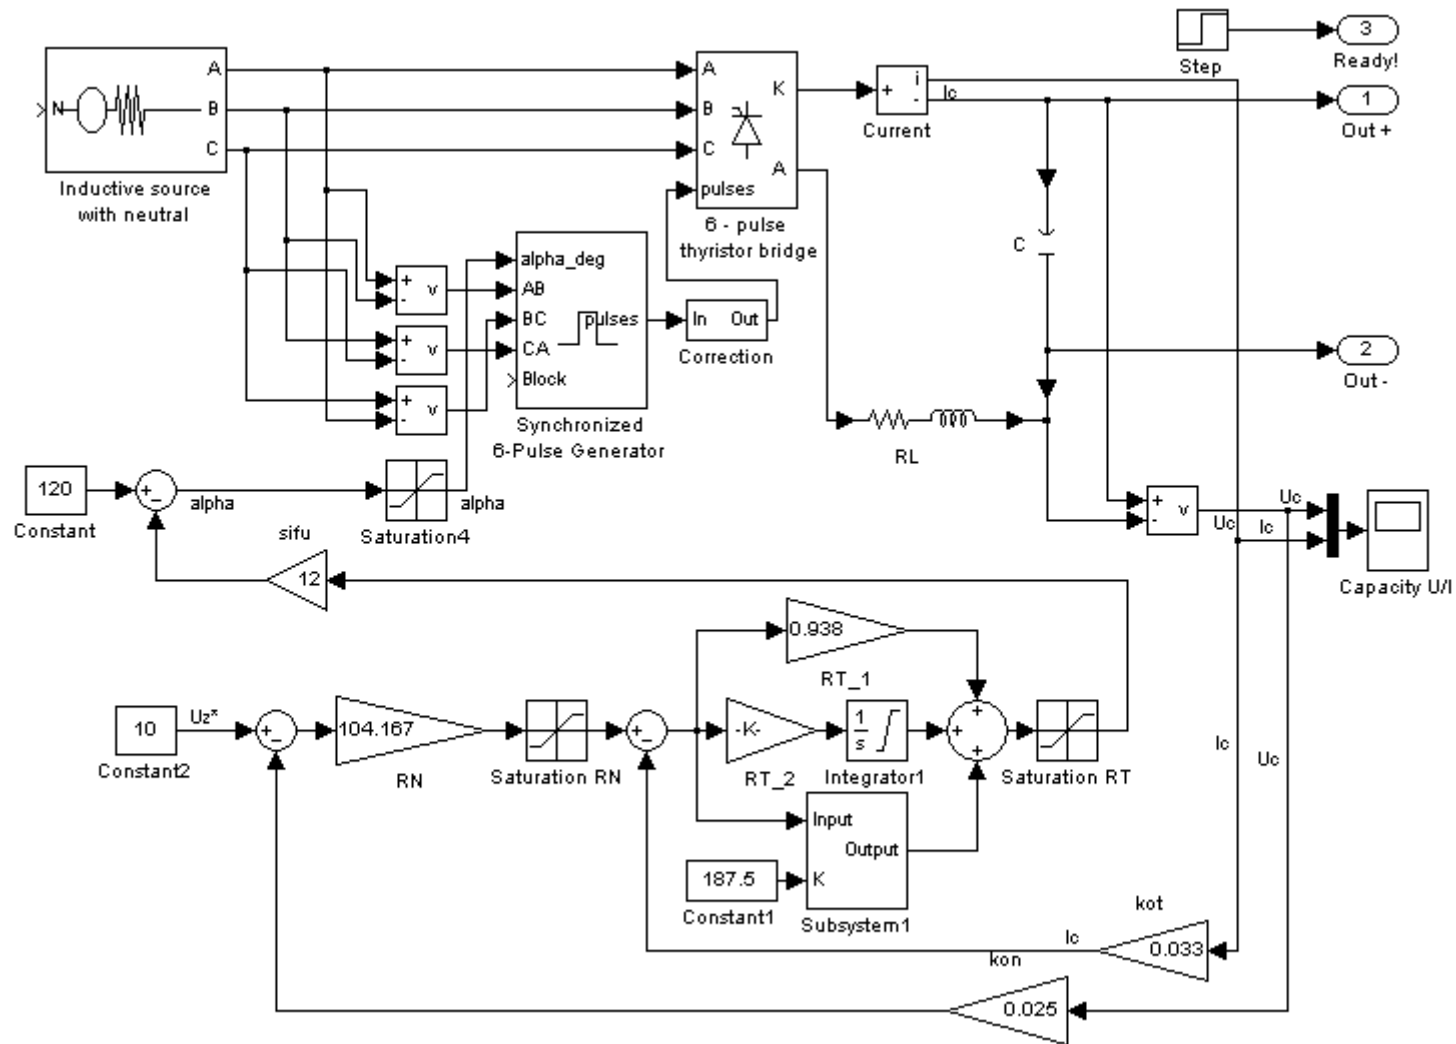 3
Ready!
Step
A
N
B
C
Inductive source
with neutral
A
B
C
pulses
K
A
6 - pulse
thyristor bridge
+
i
-
Current
Ic
1
Out +
C
+
-
v
+
-
v
+
-
v
alpha_deg
AB
BC
CA
Block
pulses
Synchronized
6-Pulse Generator
In
Out
Correction
2
Out -
RL
120
Constant
+
-
alpha
Saturation4
alpha
sifu
12
+
-
v
Uc
Uc
Ic
Capacity U/I
0.938
RT_1
10
Constant2
Uz*
+
-
104.167
RN
Saturation RN
+
-
-K-
RT_2
1
s
Integrator1
+
+
+
Saturation RT
Input
Output
K
Subsystem1
187.5
Constant1
Ic
Uc
kot
0.033
Ic
kon
0.025